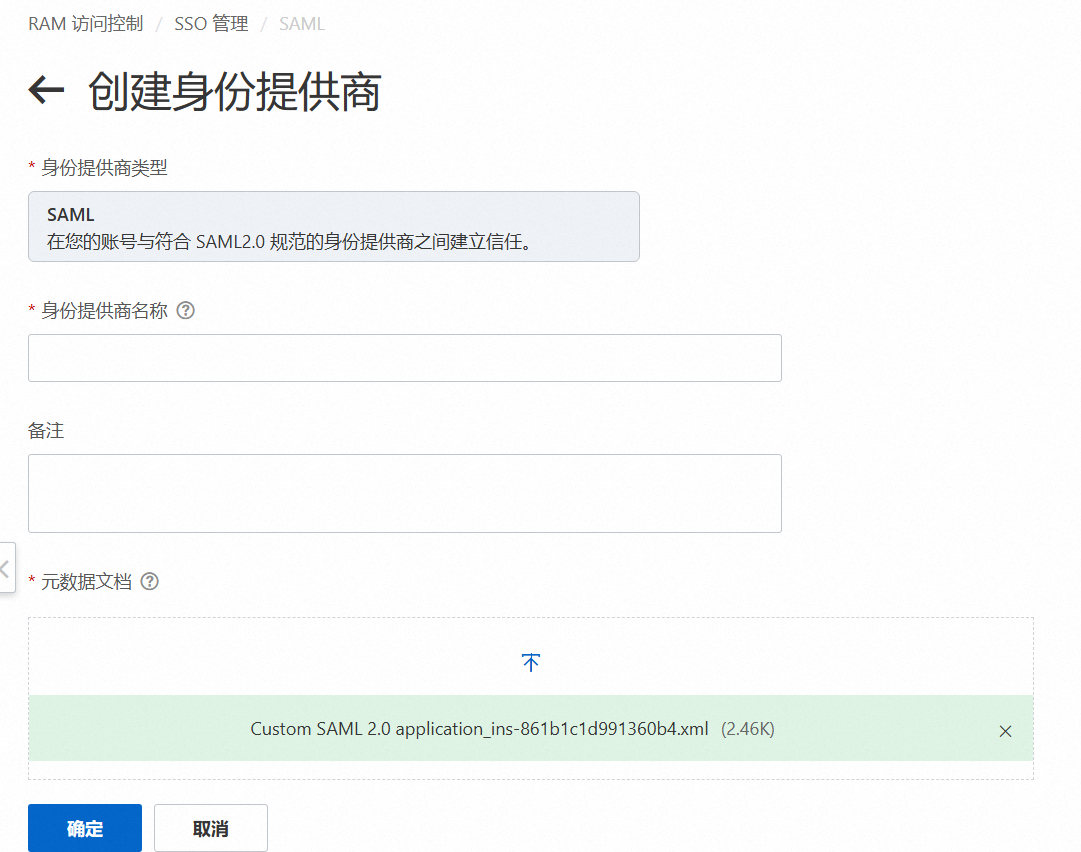 RAM 访问控制 / SSO 管理 / SAML
创建身份提供商
* 身份提供商类型
SAML
在您的账号与符合 SAML2.0 规范的身份提供商之间建立信任。
* 身份提供商名称
备注
* 元数据文档
Custom SAML 2.0 application_ins-861b1c1d991360b4.xml (2.46K)
确定 取消